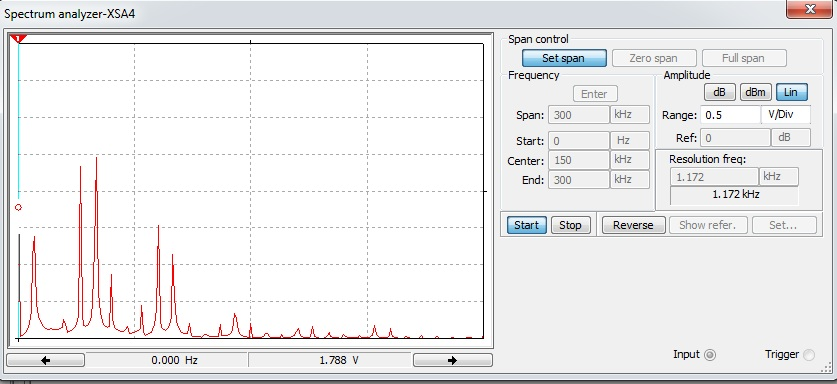 Spectrum analyzer-XSA4
1
Span control
Set span Zero span Full span
Frequency
Enter
Span: 300 kHz
Start: 0 Hz
Center: 150 kHz
End: 300 kHz
Amplitude
dB dBm Lin
Range: 0.5 V/Div
Ref: 0 dB
Resolution freq:
1.172 kHz
1.172 kHz
Start Stop Reverse Show refer. Set...
0.000 Hz 1.788 V
Input Trigger